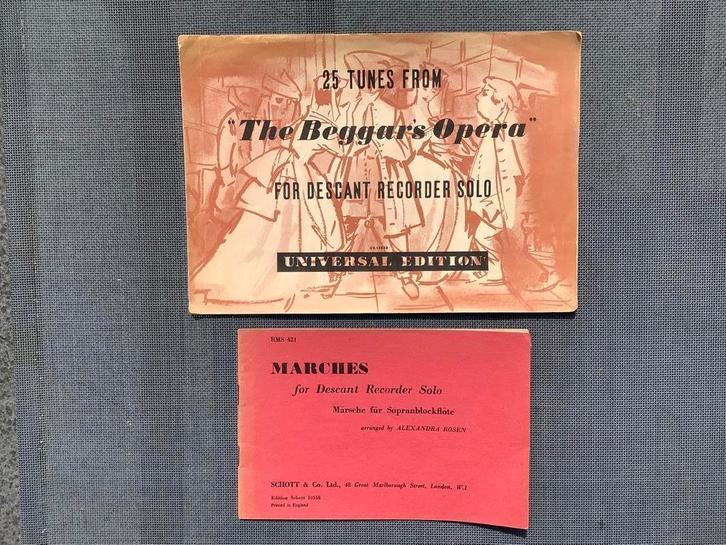 25 TUNES FROM
"The Beggar's Opera"
FOR DESCANT RECORDER SOLO
UNIVERSAL EDITION
RMS 421
MARCHES
for Descant Recorder Solo
Märsche für Sopranblockflöte
arranged by ALEXANDRA ROSEN
SCHOTT & Co. Ltd., 48 Great Marlborough Street, London, W.1
Edition Schott
Printed in England